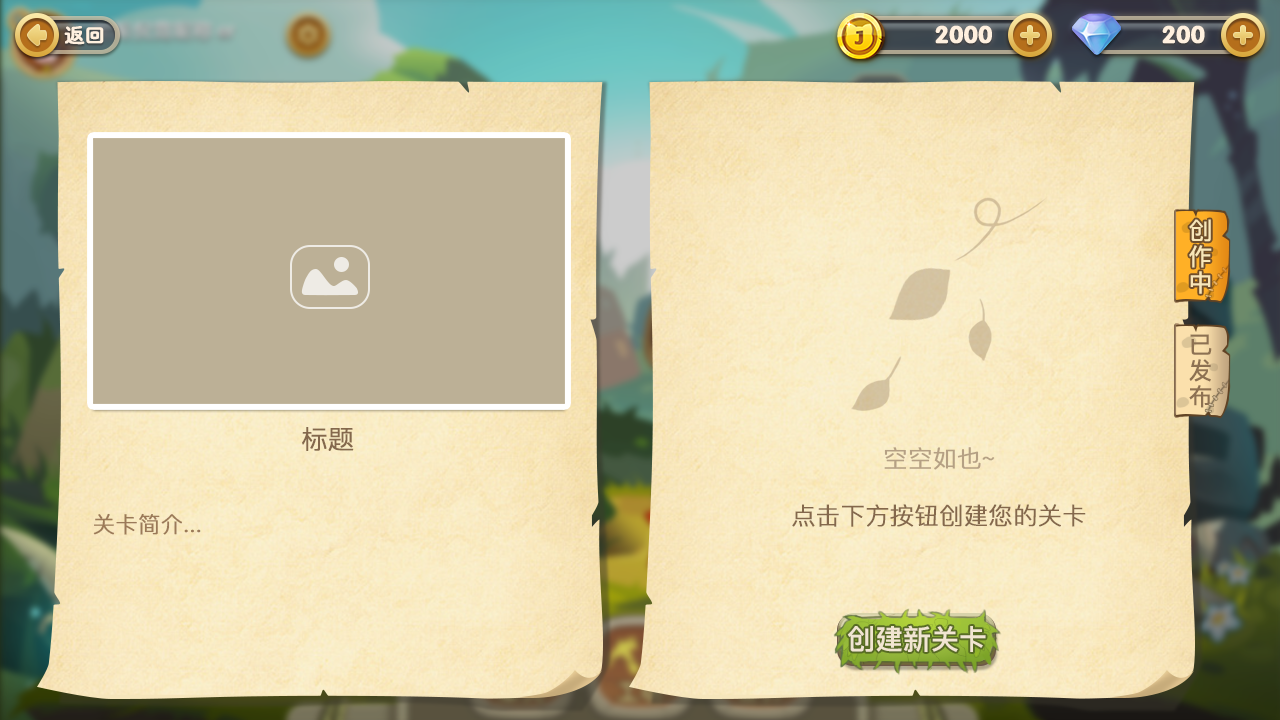 返回
2000
200
标题
关卡简介...
空空如也~
点击下方按钮创建您的关卡
创建新关卡
创作中
已发布